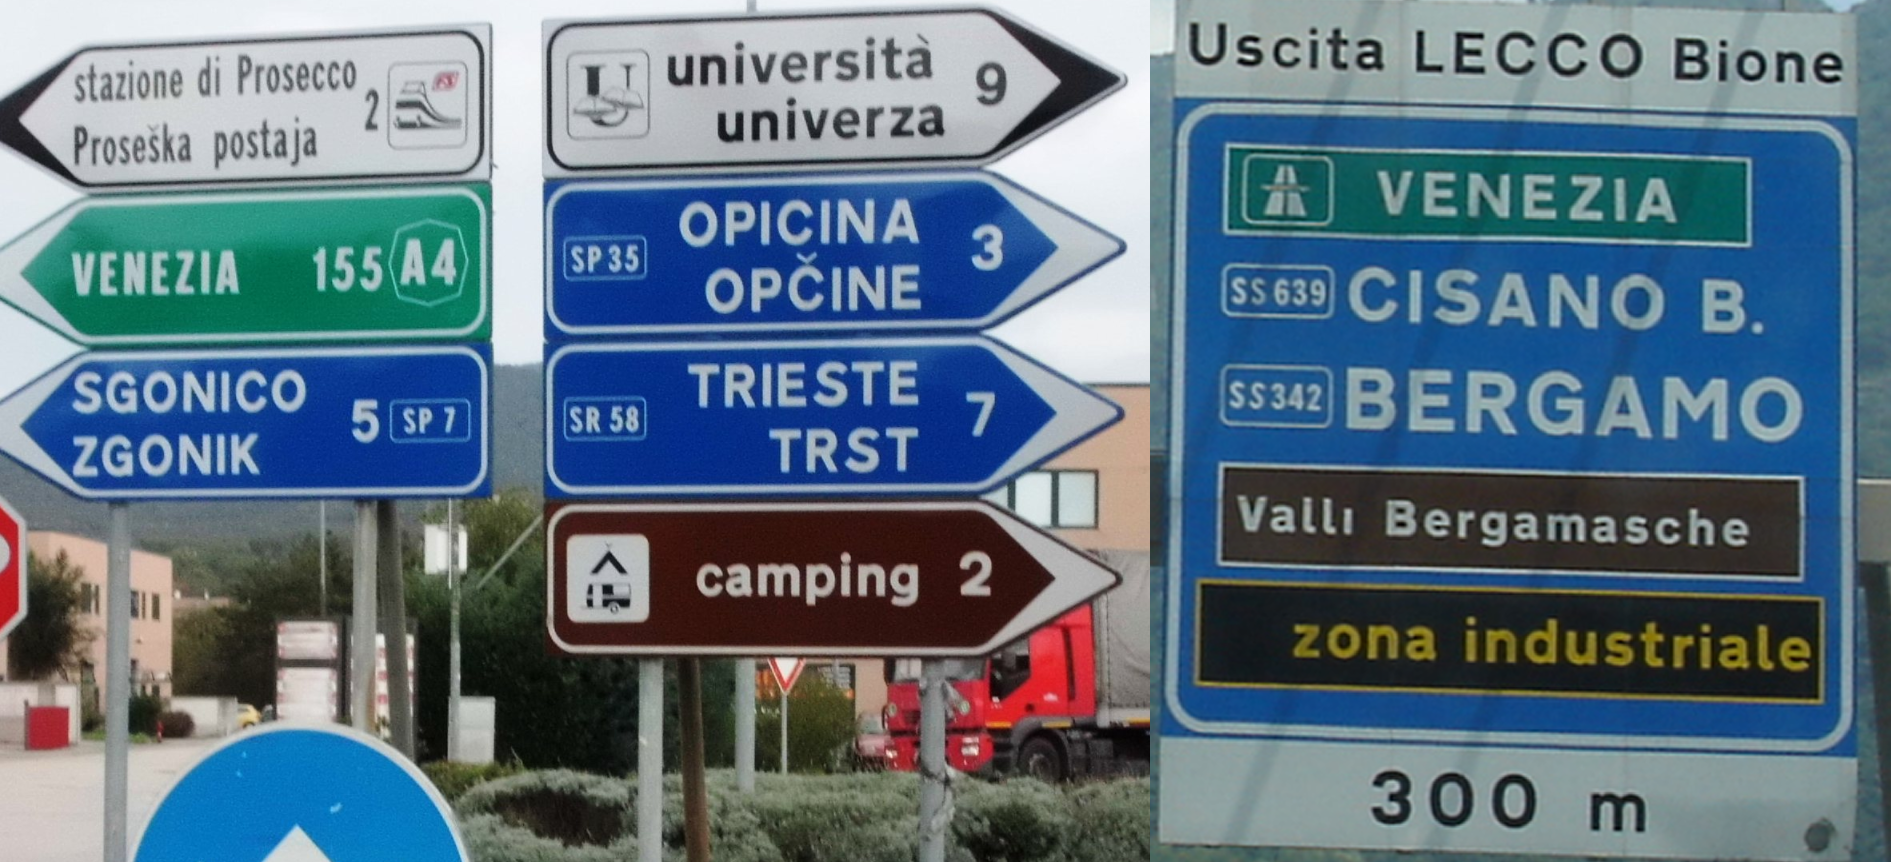 stazione di Prosecco
Proseška postaja
2
FS
VENEZIA 155 A4
SGONICO
ZGONIK
5 SP 7
università
univerza
9
SP 35
OPICINA
OPČINE
3
SR 58
TRIESTE
TRST
7
camping 2
Uscita LECCO Bione
VENEZIA
SS 639 CISANO B.
SS 342 BERGAMO
Valli Bergamasche
zona industriale
300 m